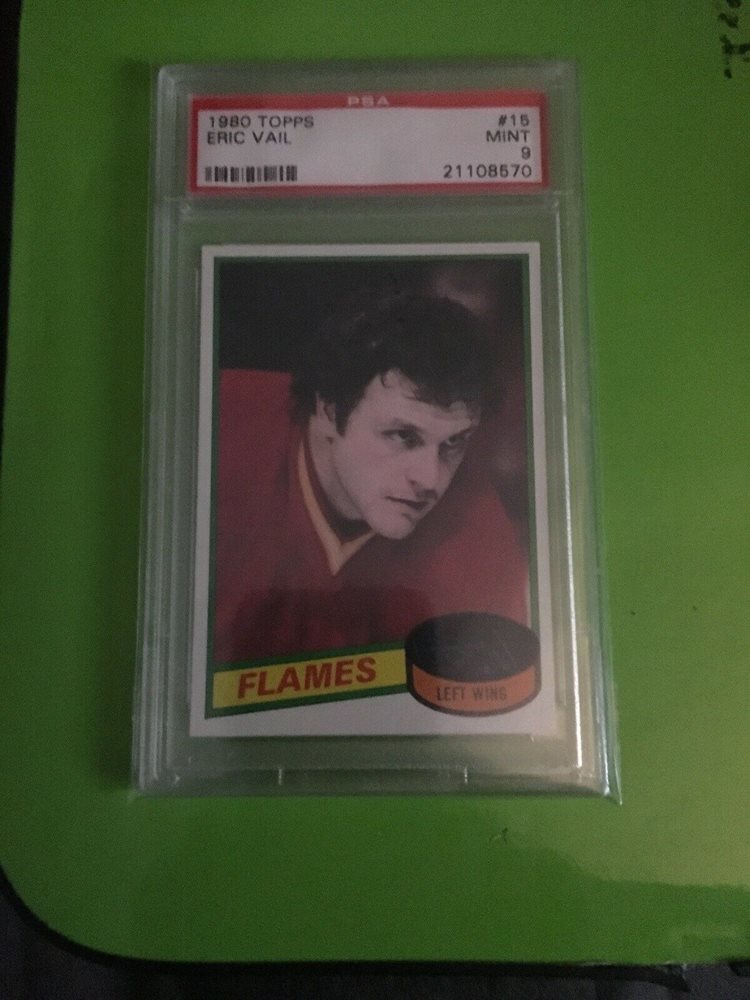 PSA
1980 TOPPS #15
ERIC VAIL MINT
9
21108570
FLAMES
LEFT WING